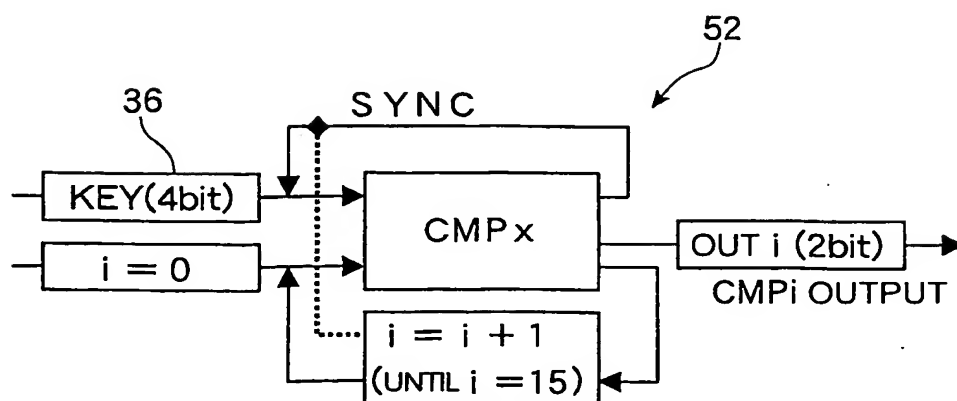 52
36
SYNC
KEY(4bit)
CMPx
i = 0
OUT i (2bit)
CMPi OUTPUT
i = i + 1
(UNTIL i = 15)